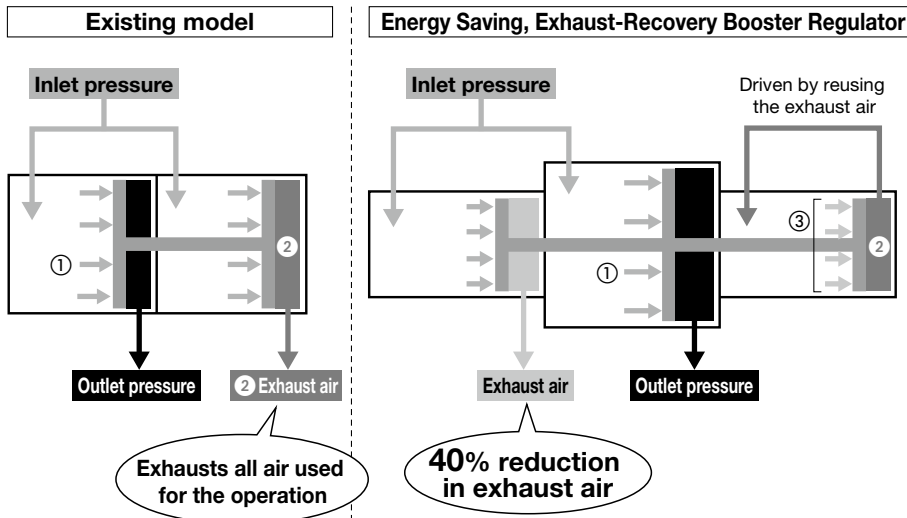 Existing model
Inlet pressure
①
②
Outlet pressure
② Exhaust air
Exhausts all air used
for the operation
Energy Saving, Exhaust-Recovery Booster Regulator
Inlet pressure
Driven by reusing
the exhaust air
①
③
②
Exhaust air
Outlet pressure
40% reduction
in exhaust air